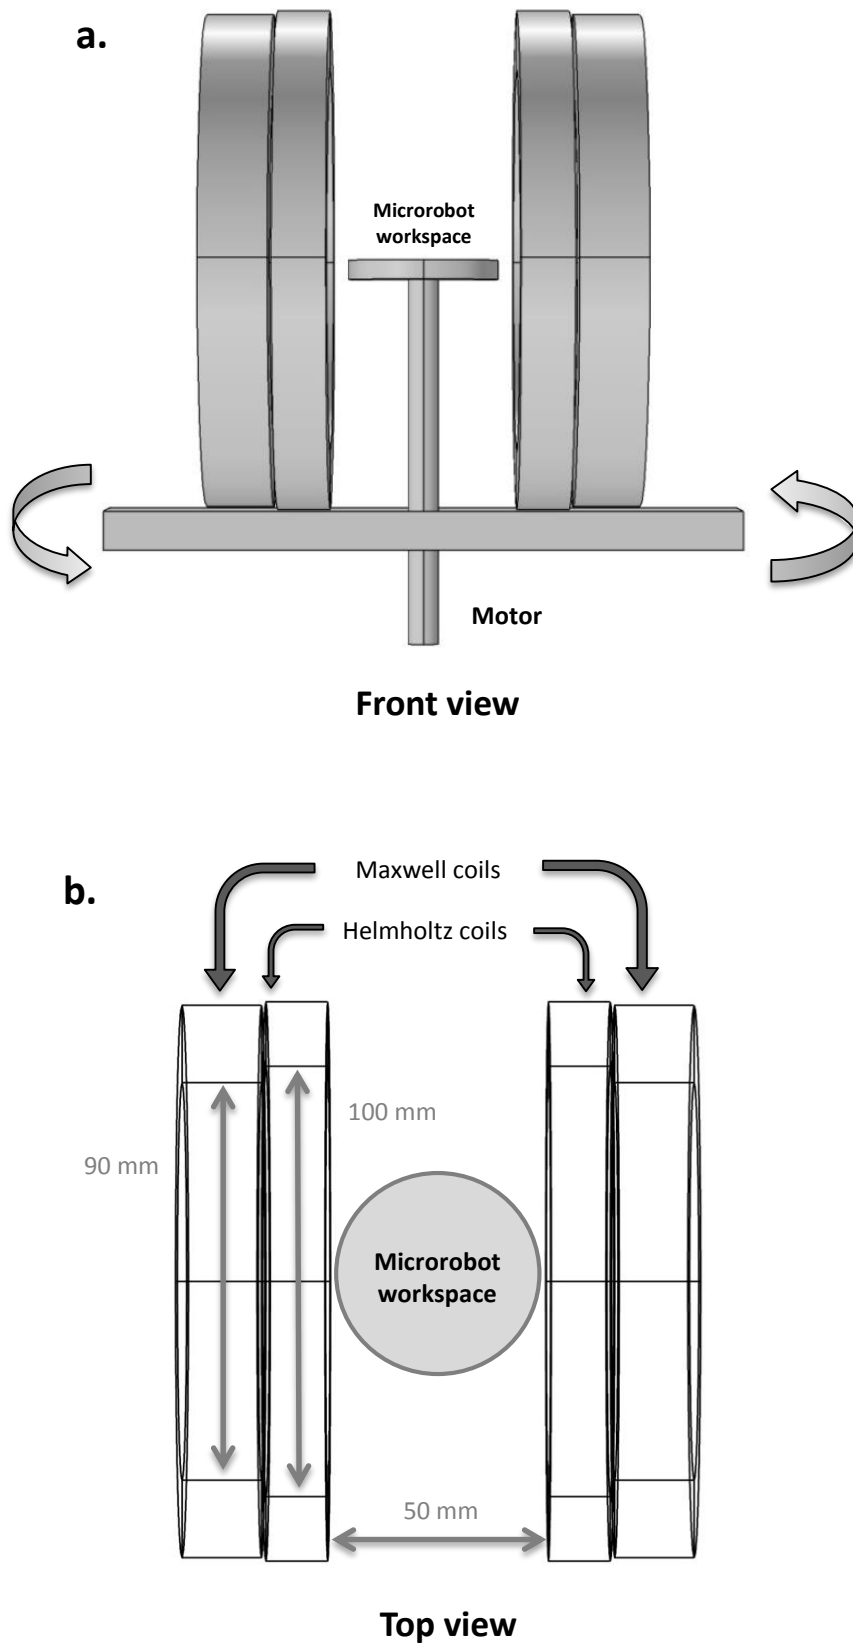 a.
Microrobot
workspace
Motor
Front view
b.
Maxwell coils
Helmholtz coils
100 mm
90 mm
Microrobot
workspace
50 mm
Top view